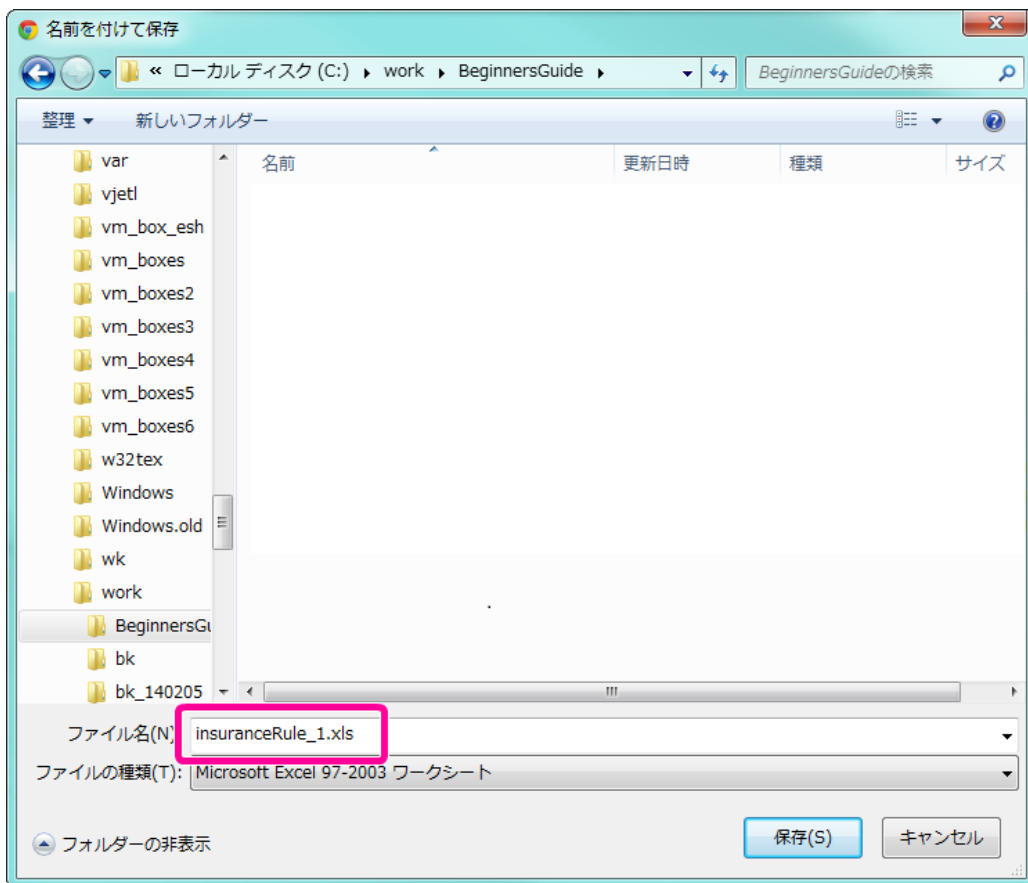 名前を付けて保存
« ローカル ディスク (C:) ▸ work ▸ BeginnersGuide ▸ BeginnersGuideの検索
整理 新しいフォルダー
名前 更新日時 種類 サイズ
var
vjetl
vm_box_esh
vm_boxes
vm_boxes2
vm_boxes3
vm_boxes4
vm_boxes5
vm_boxes6
w32tex
Windows
Windows.old
wk
work
BeginnersGu
bk
bk_140205
ファイル名(N) insuranceRule_1.xls
ファイルの種類(T): Microsoft Excel 97-2003 ワークシート
フォルダーの非表示 保存(S) キャンセル